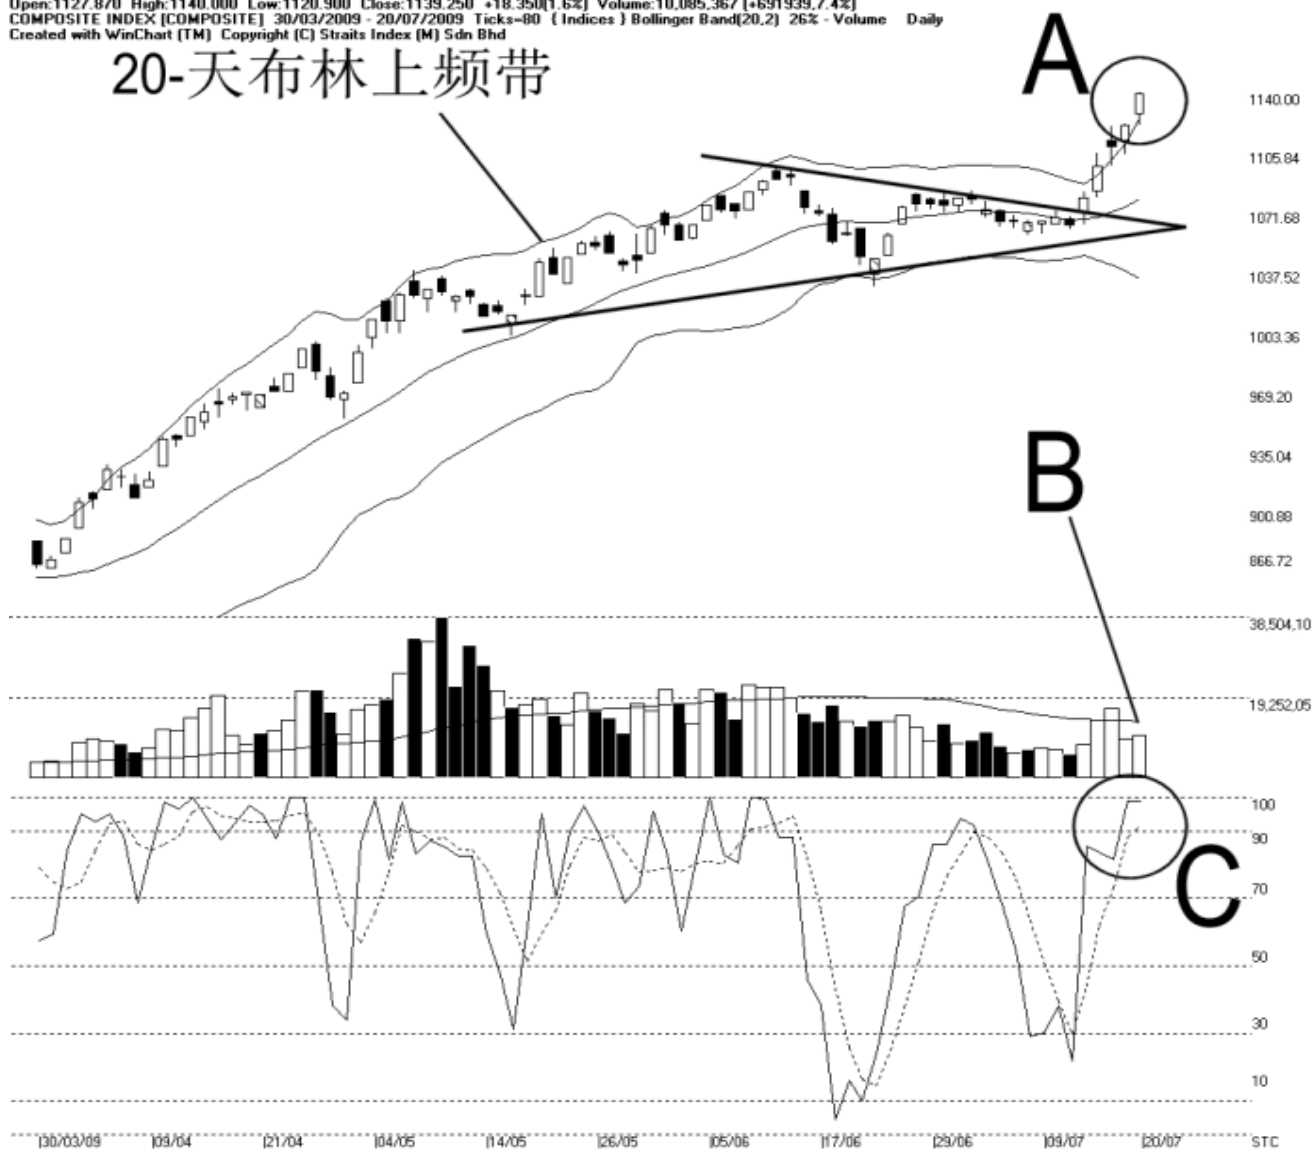 Open:1127.870 High:1140.000 Low:1120.900 Close:1139.250 +18.350(1.6%) Volume:10,085,367 (+691939,7.4%)
COMPOSITE INDEX [COMPOSITE] 30/03/2009 - 20/07/2009 Ticks=80 { Indices } Bollinger Band(20,2) 26% - Volume Daily
Created with WinChart (TM) Copyright (C) Straits Index (M) Sdn Bhd
20-天布林上频带
A
1140.00
1105.84
1071.68
1037.52
1003.36
969.20
935.04
B
900.88
866.72
38,504,10
19,252,05
100
90
C
70
50
30
10
30/03/09 09/04 21/04 04/05 14/05 26/05 05/06 17/06 29/06 09/07 20/07 STC